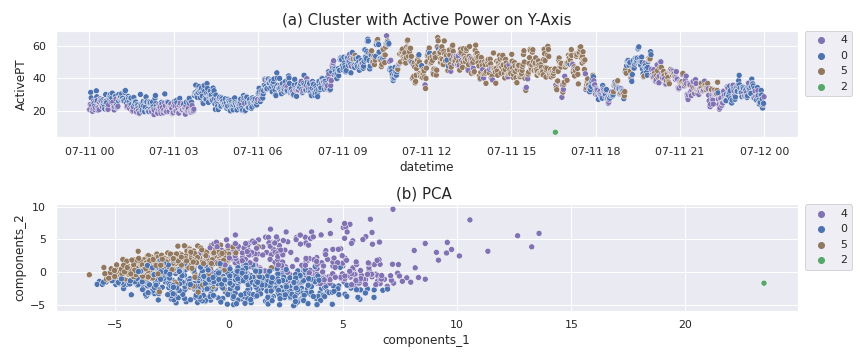 (a) Cluster with Active Power on Y-Axis
ActivePT
60
40
20
07-11 00 07-11 03 07-11 06 07-11 09 07-11 12 07-11 15 07-11 18 07-11 21 07-12 00
datetime
4
0
5
2
(b) PCA
components_2
10
5
0
−5
−5 0 5 10 15 20
components_1
4
0
5
2